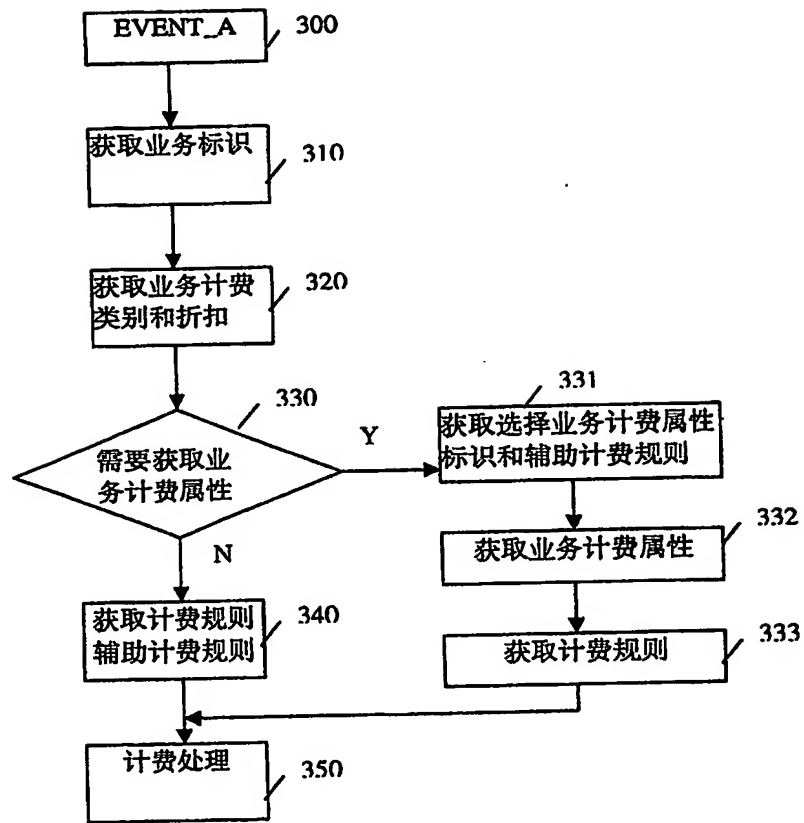 EVENT_A
300
获取业务标识
310
获取业务计费
类别和折扣
320
330
需要获取业
务计费属性
Y
N
331
获取选择业务计费属性
标识和辅助计费规则
获取业务计费属性
332
获取计费规则
333
获取计费规则
辅助计费规则
340
计费处理
350